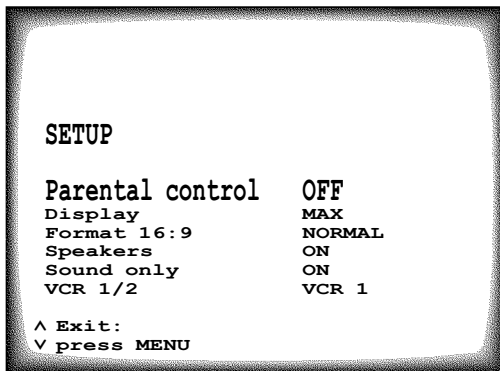 SETUP
Parental control OFF
Display MAX
Format 16:9 NORMAL
Speakers ON
Sound only ON
VCR 1/2 VCR 1
∧ Exit:
∨ press MENU